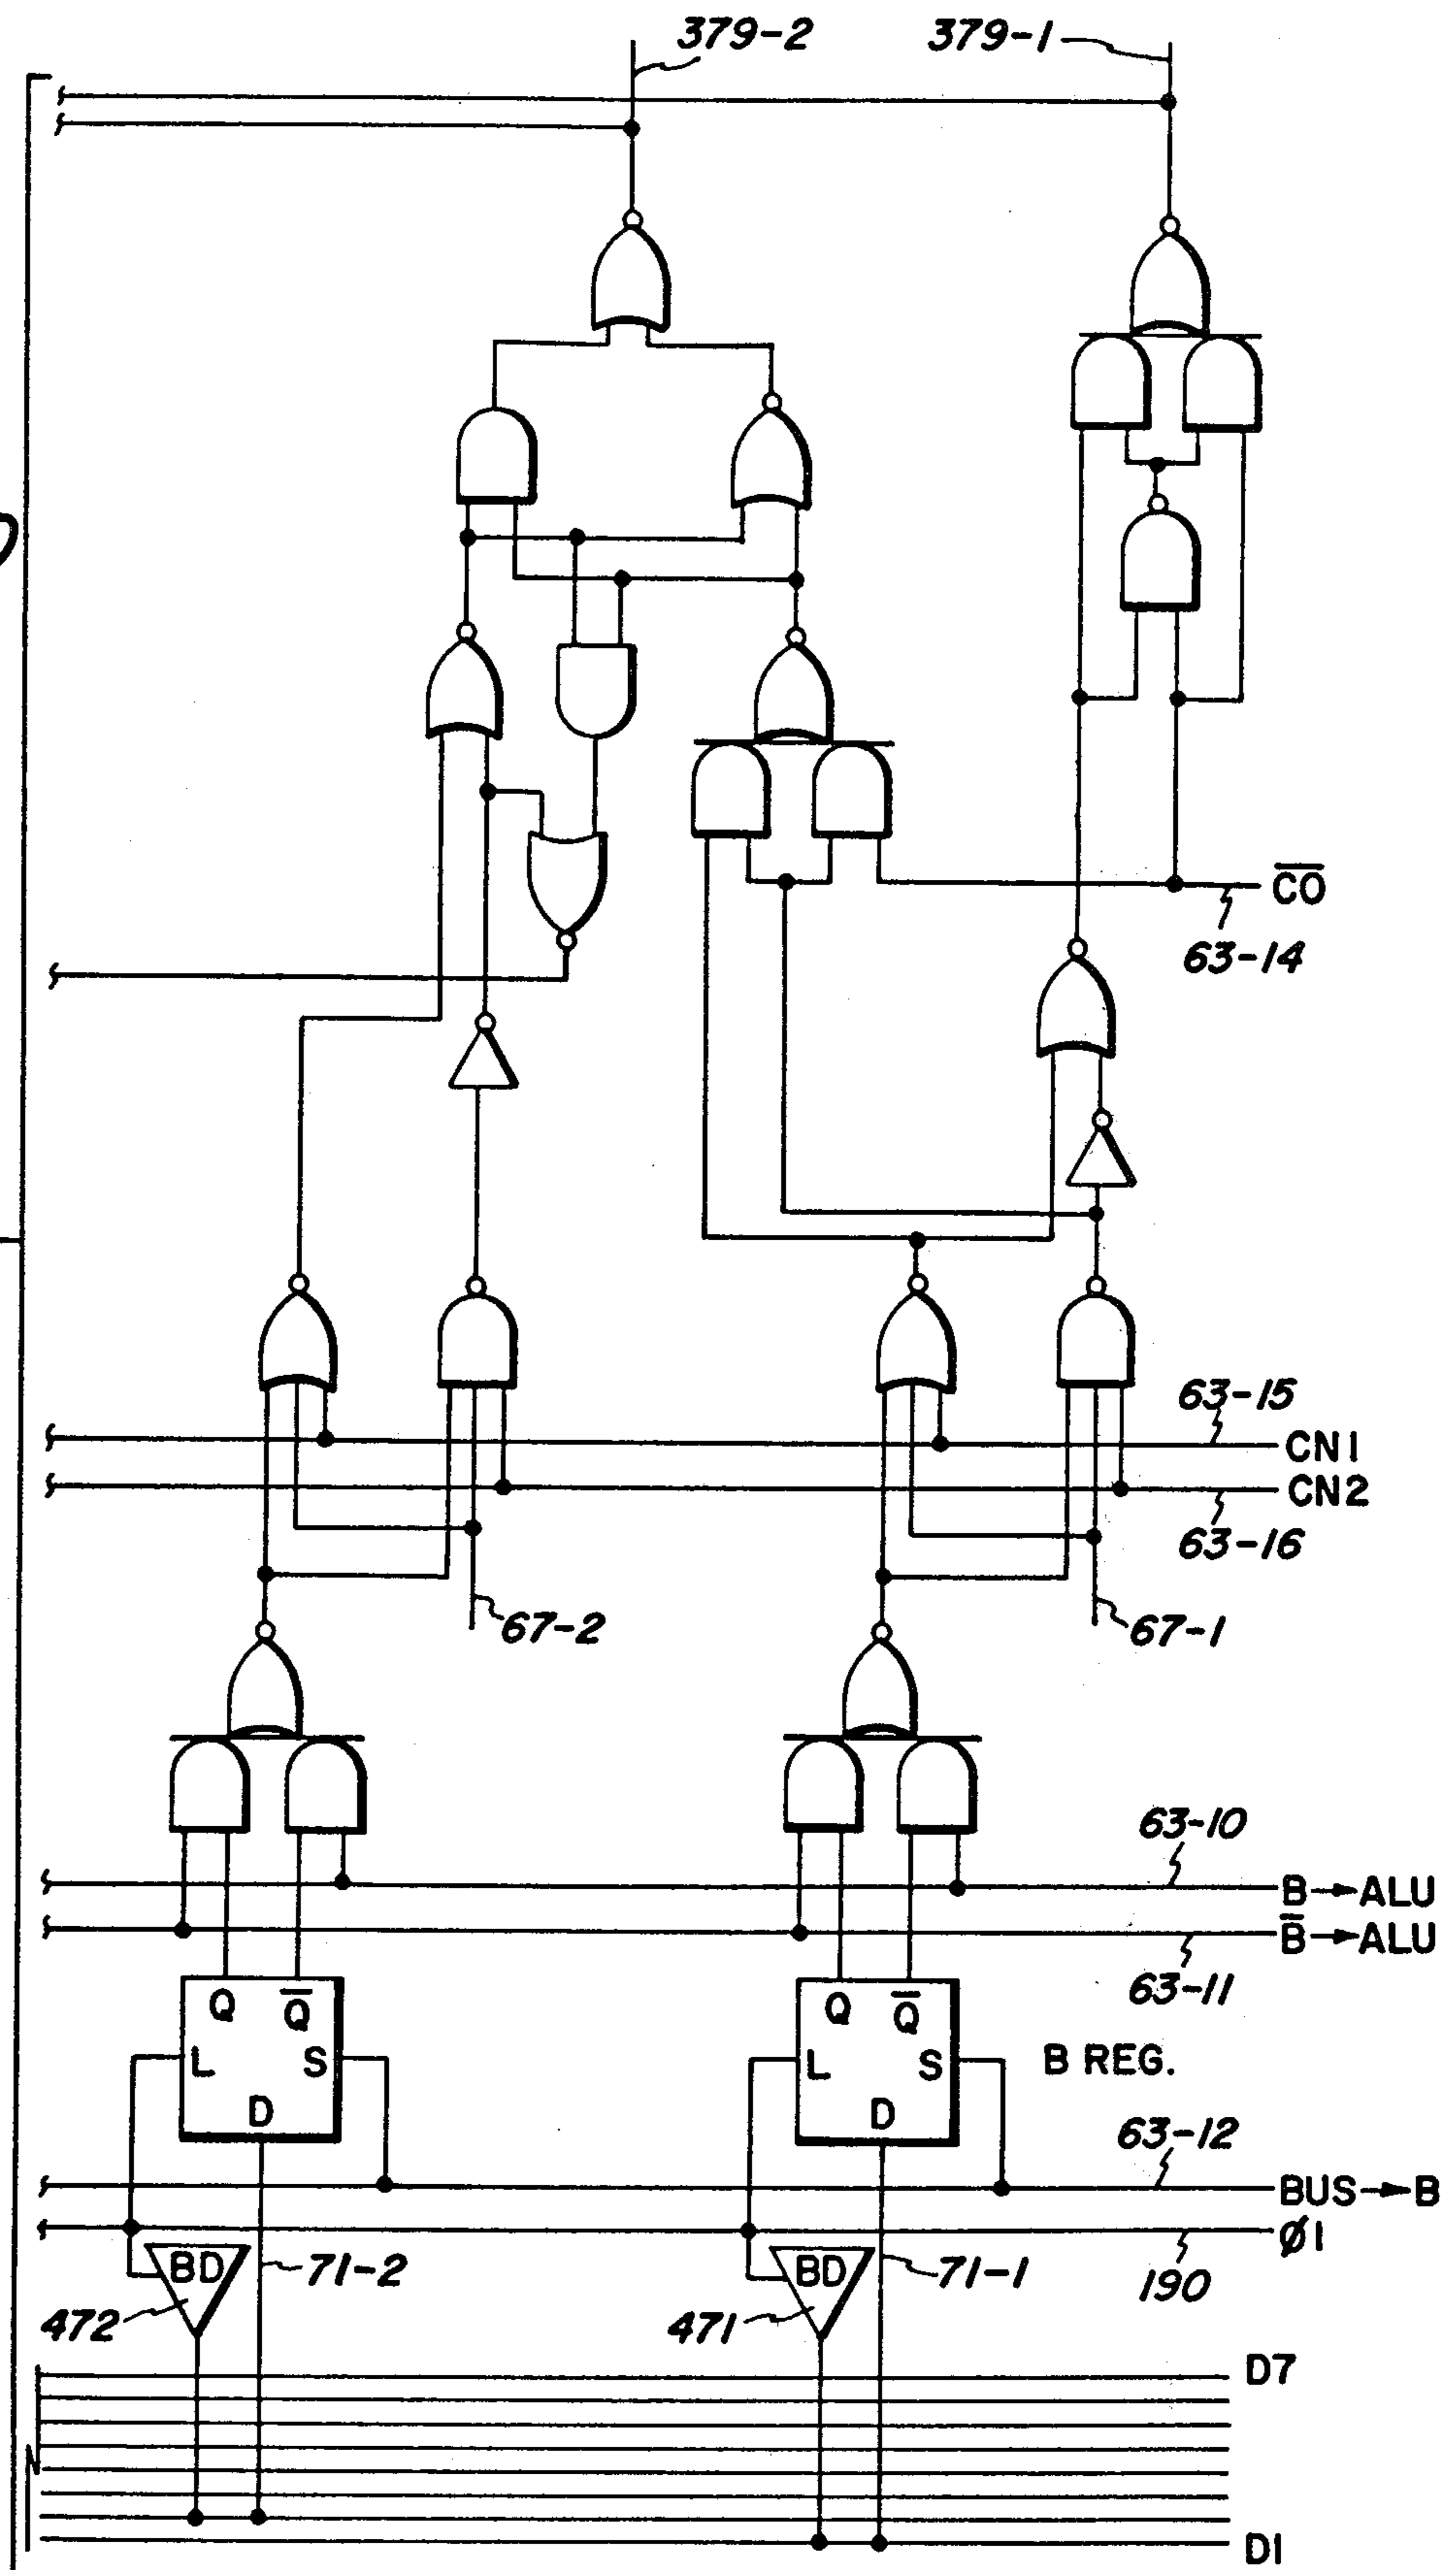 379-2
379-1
C̅O̅
63-14
63-15
CN1
CN2
63-16
67-2
67-1
63-10
B→ALU
B̅→ALU
63-11
Q Q̅
L S
D
Q Q̅
L S
D
B REG.
63-12
BUS→B
Ø1
190
BD
472
71-2
BD
471
71-1
D7
D1